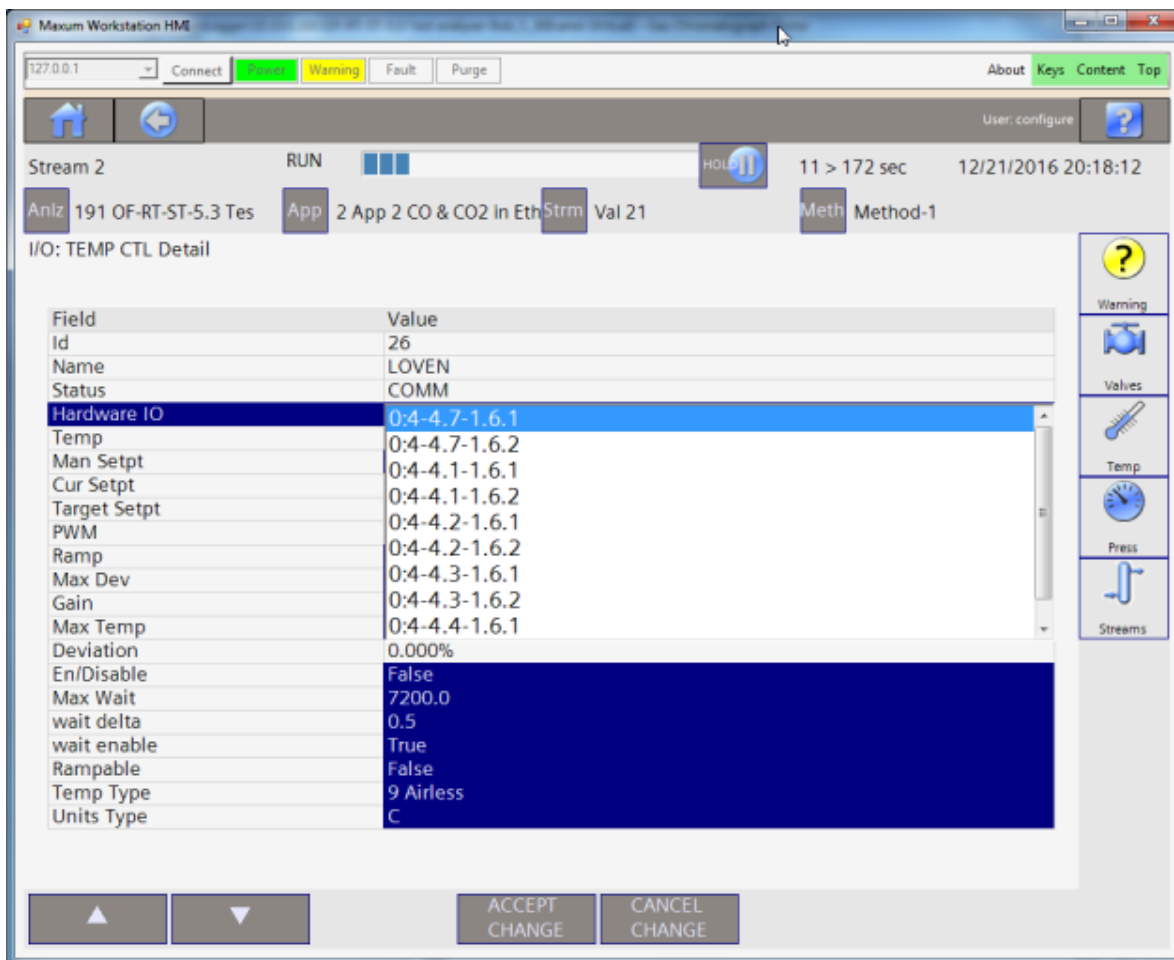 Maxum Workstation HMI
127.0.0.1 Connect Power Warning Fault Purge About Keys Content Top
User: configure
Stream 2 RUN HOLD 11 > 172 sec 12/21/2016 20:18:12
Anlz 191 OF-RT-ST-5.3 Tes App 2 App 2 CO & CO2 in Eth Strm Val 21 Meth Method-1
I/O: TEMP CTL Detail
Field Value
Id 26
Name LOVEN
Status COMM
Hardware IO 0:4-4.7-1.6.1
Temp 0:4-4.7-1.6.2
Man Setpt 0:4-4.1-1.6.1
Cur Setpt 0:4-4.1-1.6.2
Target Setpt 0:4-4.2-1.6.1
PWM 0:4-4.2-1.6.2
Ramp 0:4-4.3-1.6.1
Max Dev 0:4-4.3-1.6.2
Gain 0:4-4.4-1.6.1
Max Temp
Deviation 0.000%
En/Disable False
Max Wait 7200.0
wait delta 0.5
wait enable True
Rampable False
Temp Type 9 Airless
Units Type C
Warning
Valves
Temp
Press
Streams
ACCEPT CHANGE
CANCEL CHANGE